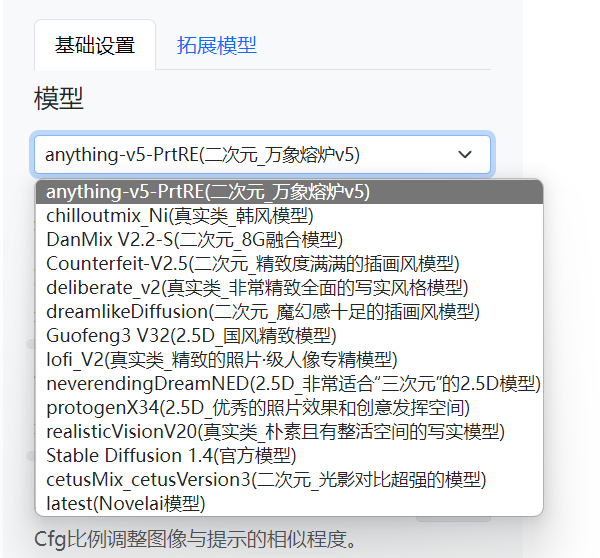 基础设置 拓展模型
模型
anything-v5-PrtRE(二次元_万象熔炉v5)
anything-v5-PrtRE(二次元_万象熔炉v5)
chilloutmix_Ni(真实类_韩风模型)
DanMix V2.2-S(二次元_8G融合模型)
Counterfeit-V2.5(二次元_精致度满满的插画风模型)
deliberate_v2(真实类_非常精致全面的写实风格模型)
dreamlikeDiffusion(二次元_魔幻感十足的插画风模型)
Guofeng3 V32(2.5D_国风精致模型)
lofi_V2(真实类_精致的照片·级人像专精模型)
neverendingDreamNED(2.5D_非常适合“三次元”的2.5D模型)
protogenX34(2.5D_优秀的照片效果和创意发挥空间)
realisticVisionV20(真实类_朴素且有整活空间的写实模型)
Stable Diffusion 1.4(官方模型)
cetusMix_cetusVersion3(二次元_光影对比超强的模型)
latest(Novelai模型)
Cfg比例调整图像与提示的相似程度。